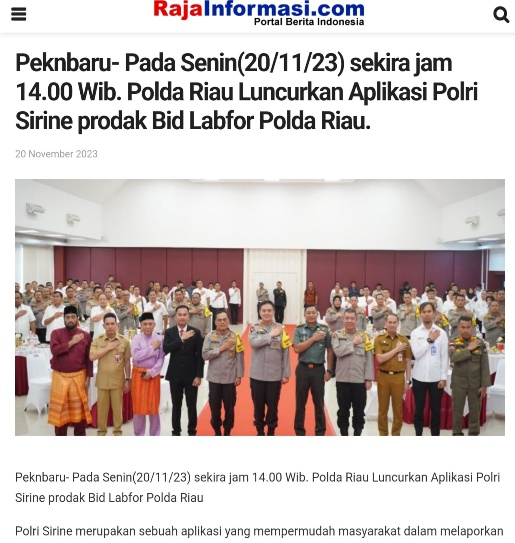 RajaInformasi.com
Portal Berita Indonesia
Peknbaru- Pada Senin(20/11/23) sekira jam
14.00 Wib. Polda Riau Luncurkan Aplikasi Polri
Sirine prodak Bid Labfor Polda Riau.
20 November 2023
Peknbaru- Pada Senin(20/11/23) sekira jam 14.00 Wib. Polda Riau Luncurkan Aplikasi Polri
Sirine prodak Bid Labfor Polda Riau
Polri Sirine merupakan sebuah aplikasi yang mempermudah masyarakat dalam melaporkan